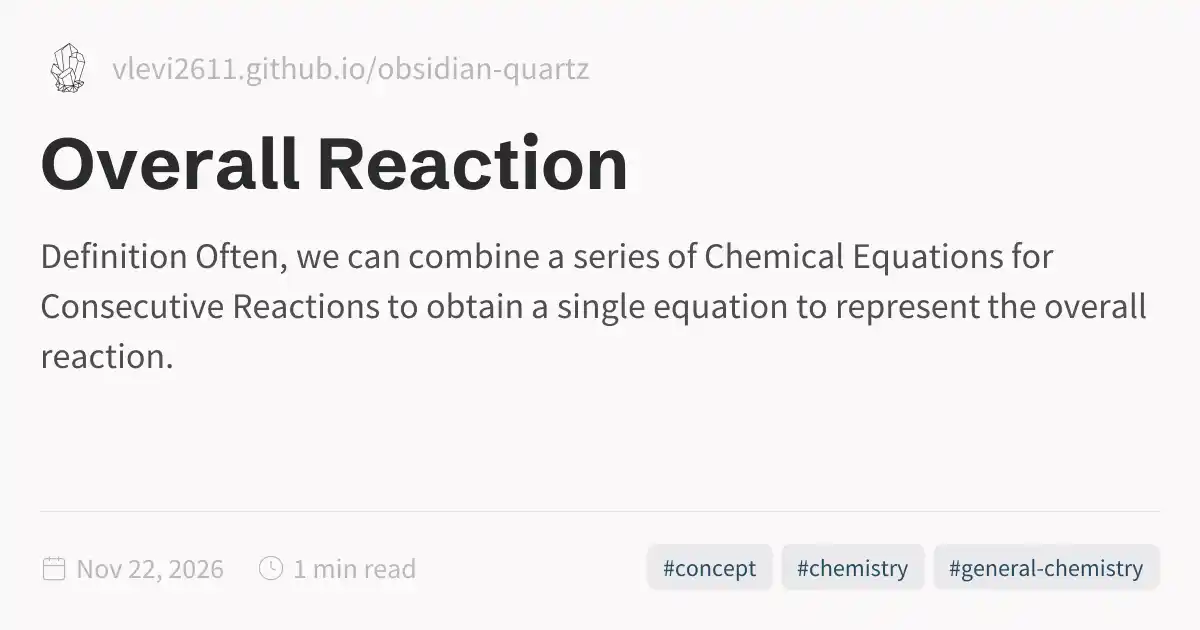 vlevi2611.github.io/obsidian-quartz
Overall Reaction
Definition Often, we can combine a series of Chemical Equations for
Consecutive Reactions to obtain a single equation to represent the overall
reaction.
Nov 22, 2026
1 min read
#concept
#chemistry
#general-chemistry